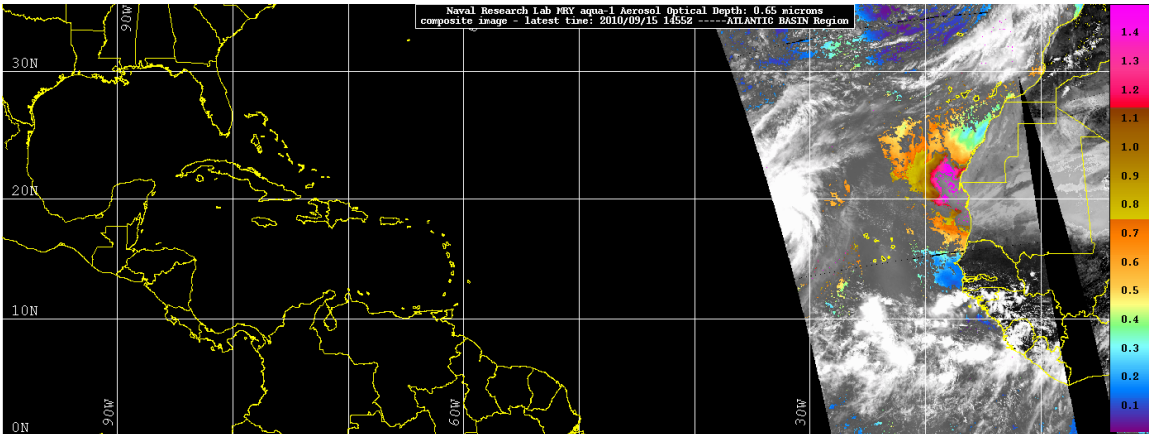 Naval Research Lab MRY aqua-1 Aerosol Optical Depth: 0.65 microns
composite image - latest time: 2010/09/15 1455Z -----ATLANTIC BASIN Region
90W
1.4
30N
1.3
1.2
1.1
1.0
0.9
20N
0.8
0.7
0.6
0.5
10N
0.4
0.3
0.2
0.1
90W
60W
30W
0N